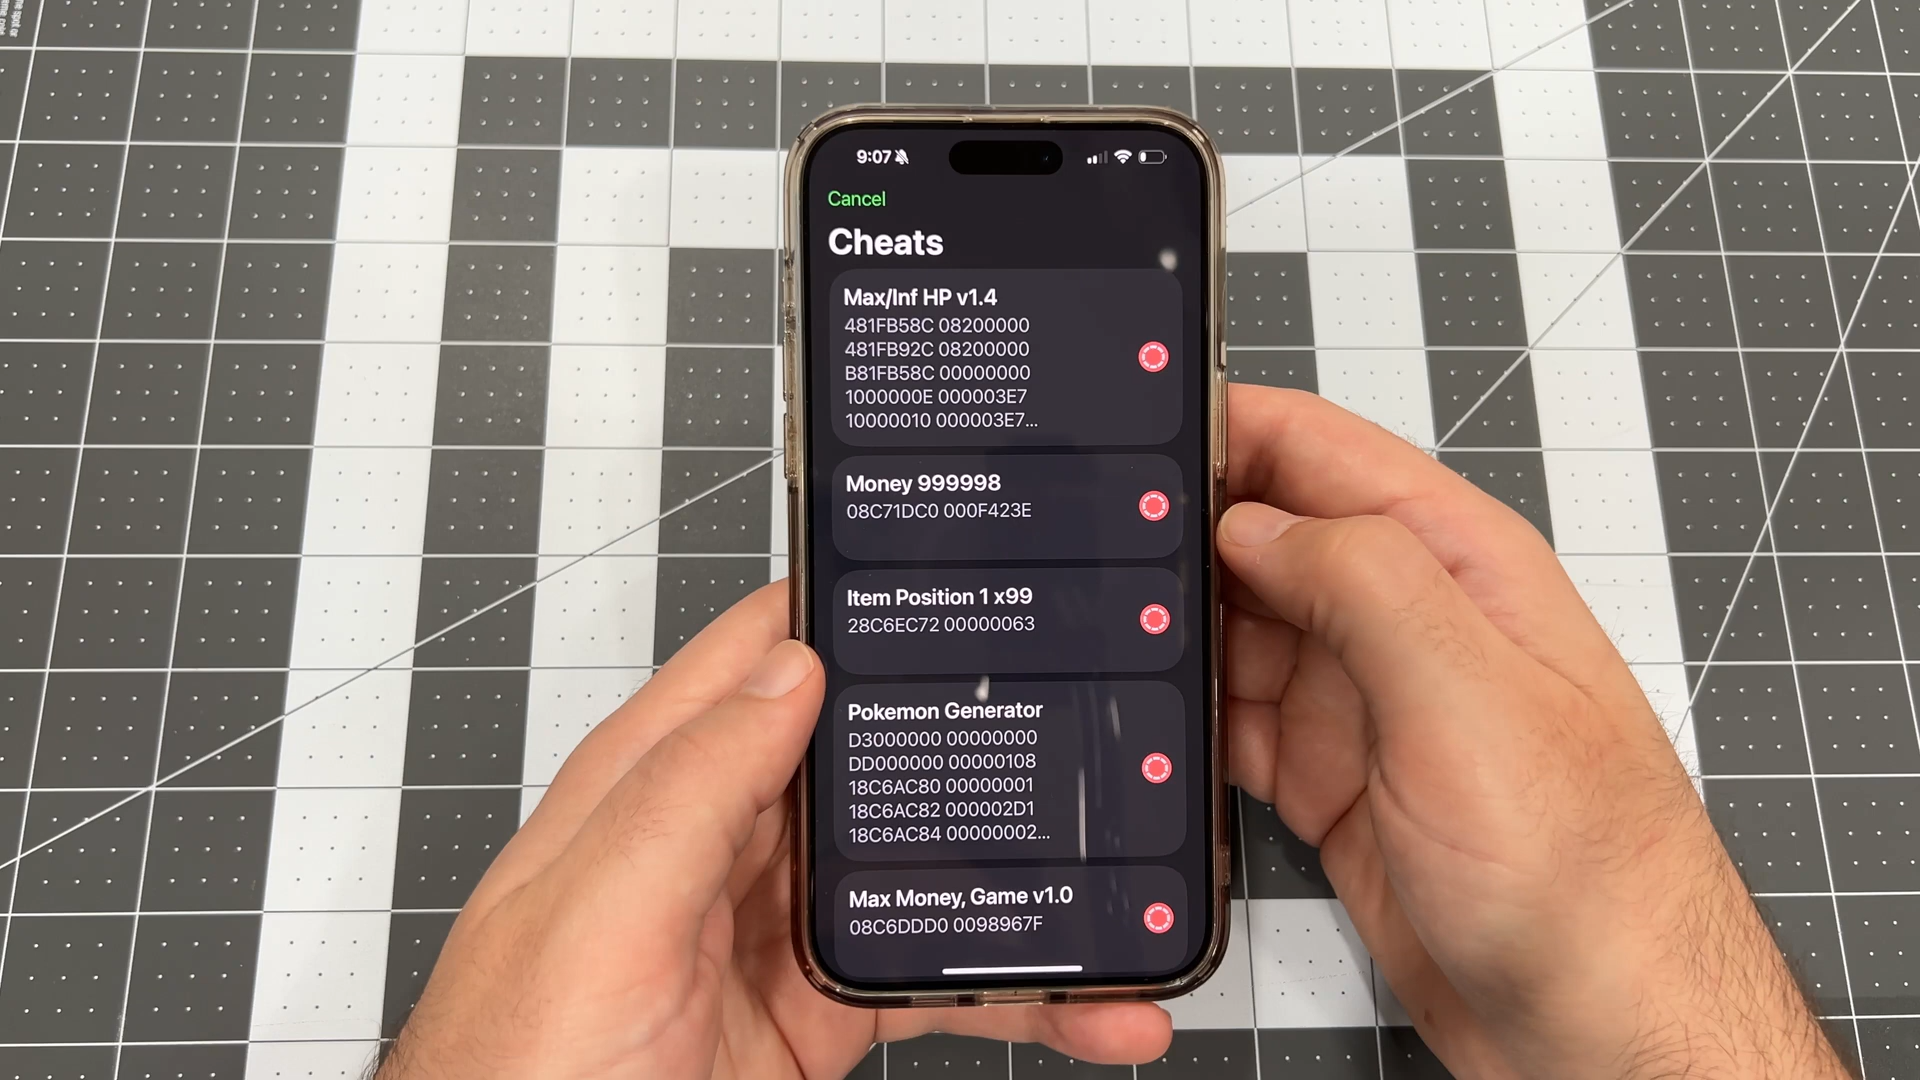 9:07
Cancel
Cheats
Max/Inf HP v1.4
481FB58C 08200000
481FB92C 08200000
B81FB58C 00000000
1000000E 000003E7
10000010 000003E7...
Money 999998
08C71DC0 000F423E
Item Position 1 x99
28C6EC72 00000063
Pokemon Generator
D3000000 00000000
DD000000 00000108
18C6AC80 00000001
18C6AC82 000002D1
18C6AC84 00000002...
Max Money, Game v1.0
08C6DDD0 0098967F